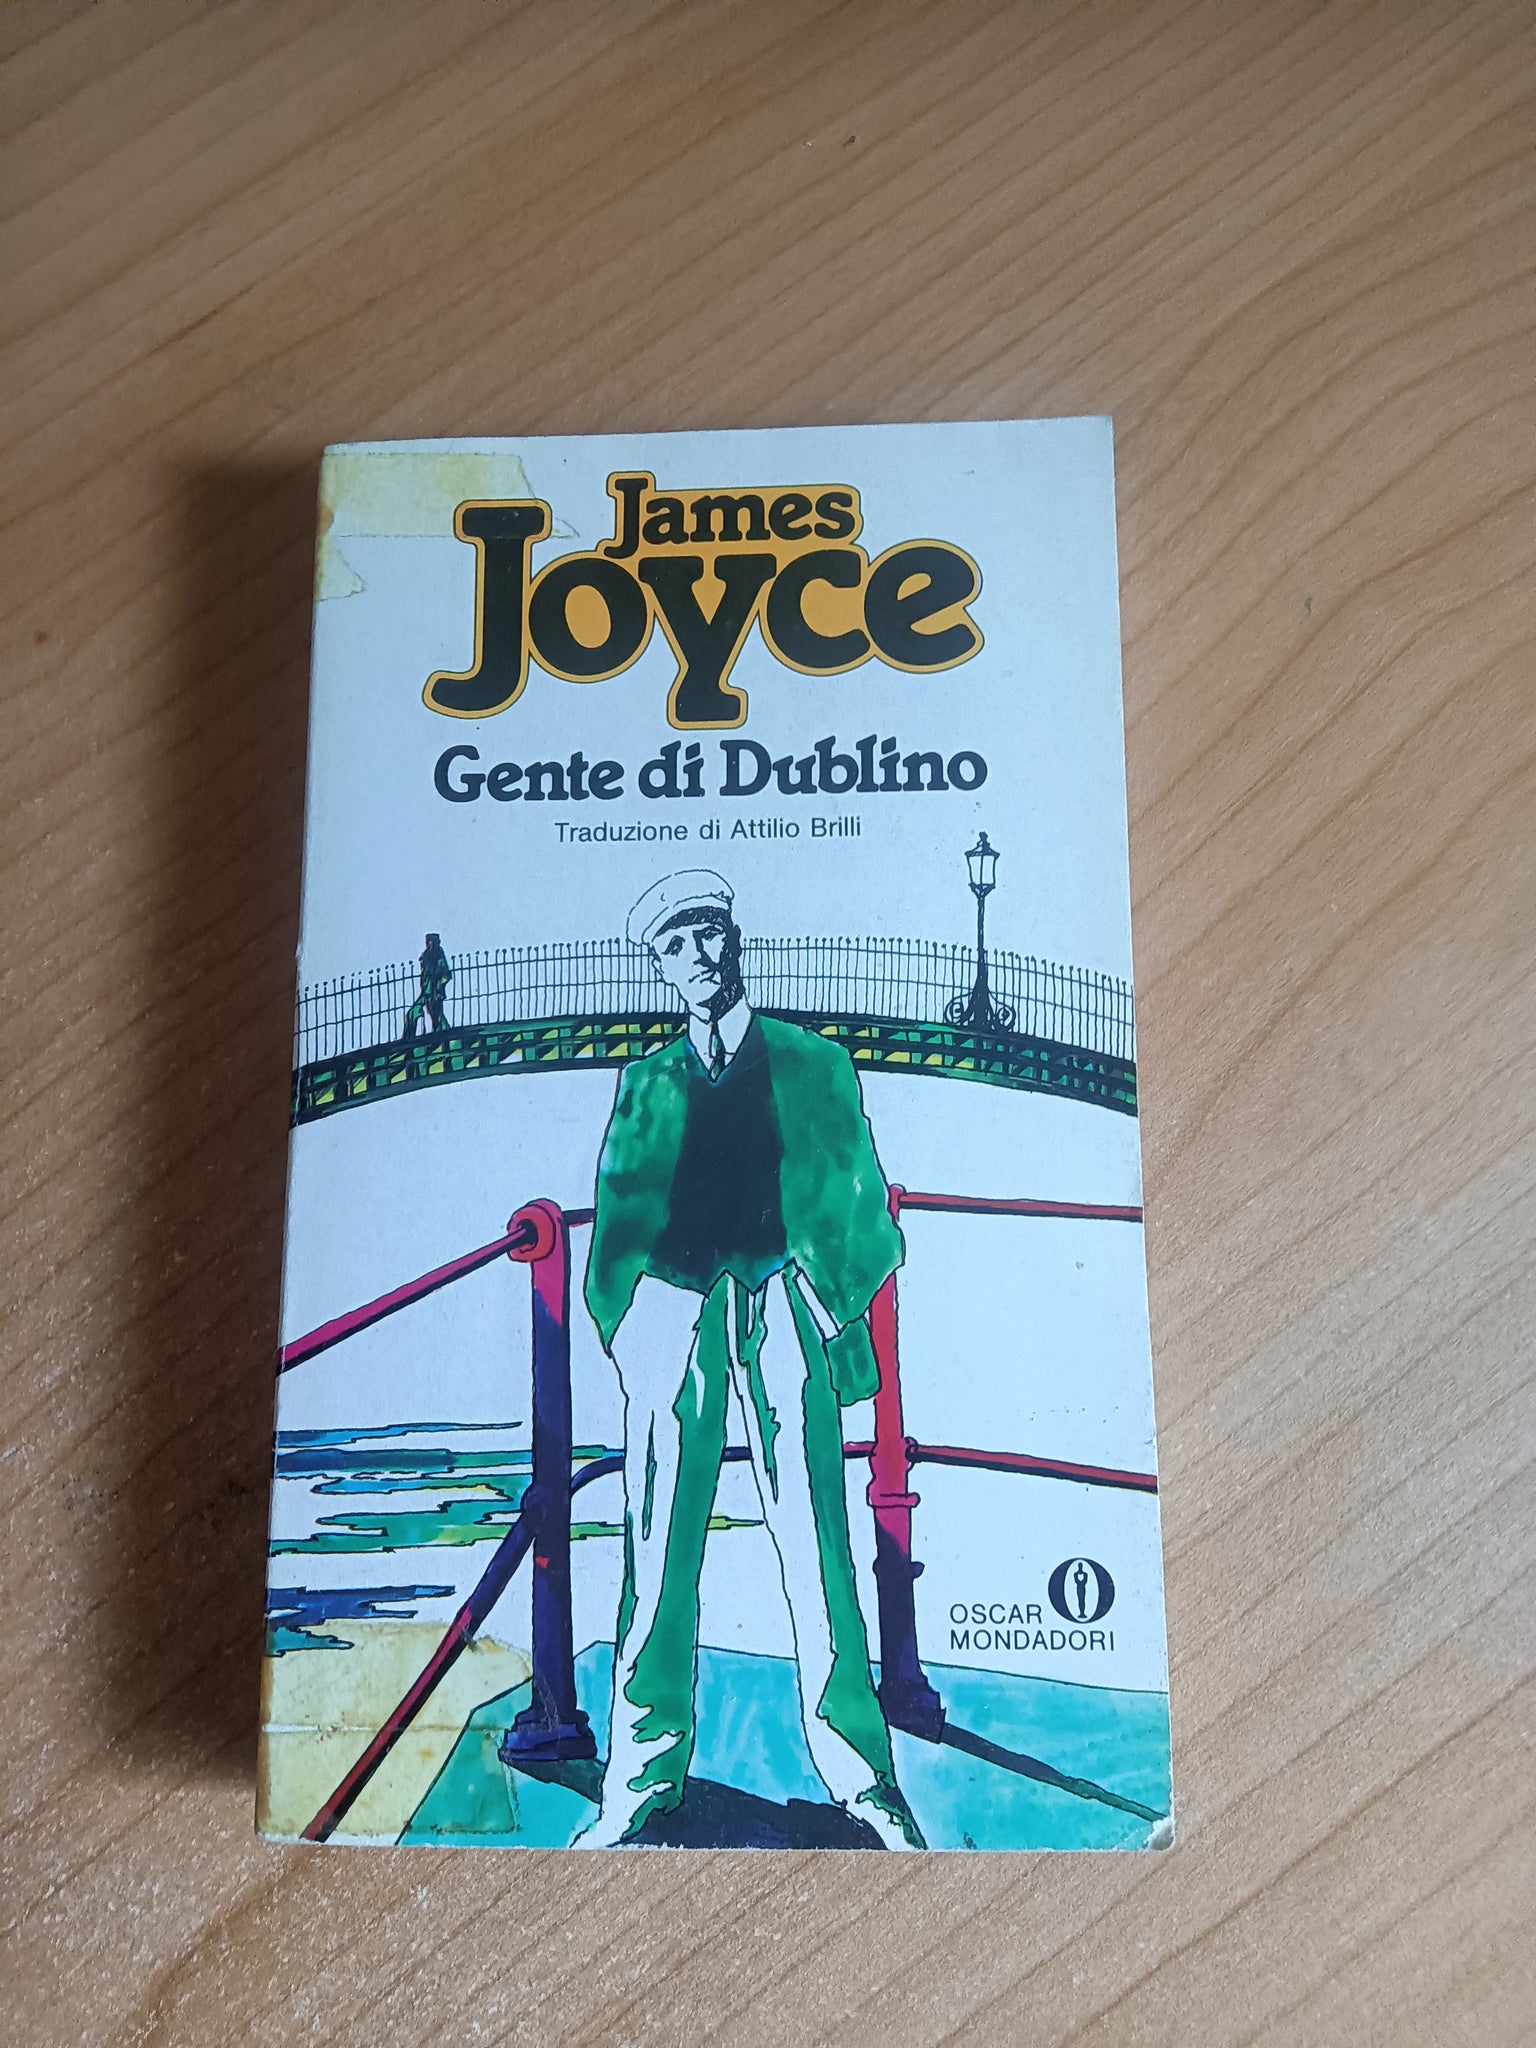 James
Joyce
Gente di Dublino
Traduzione di Attilio Brilli
OSCAR
MONDADORI